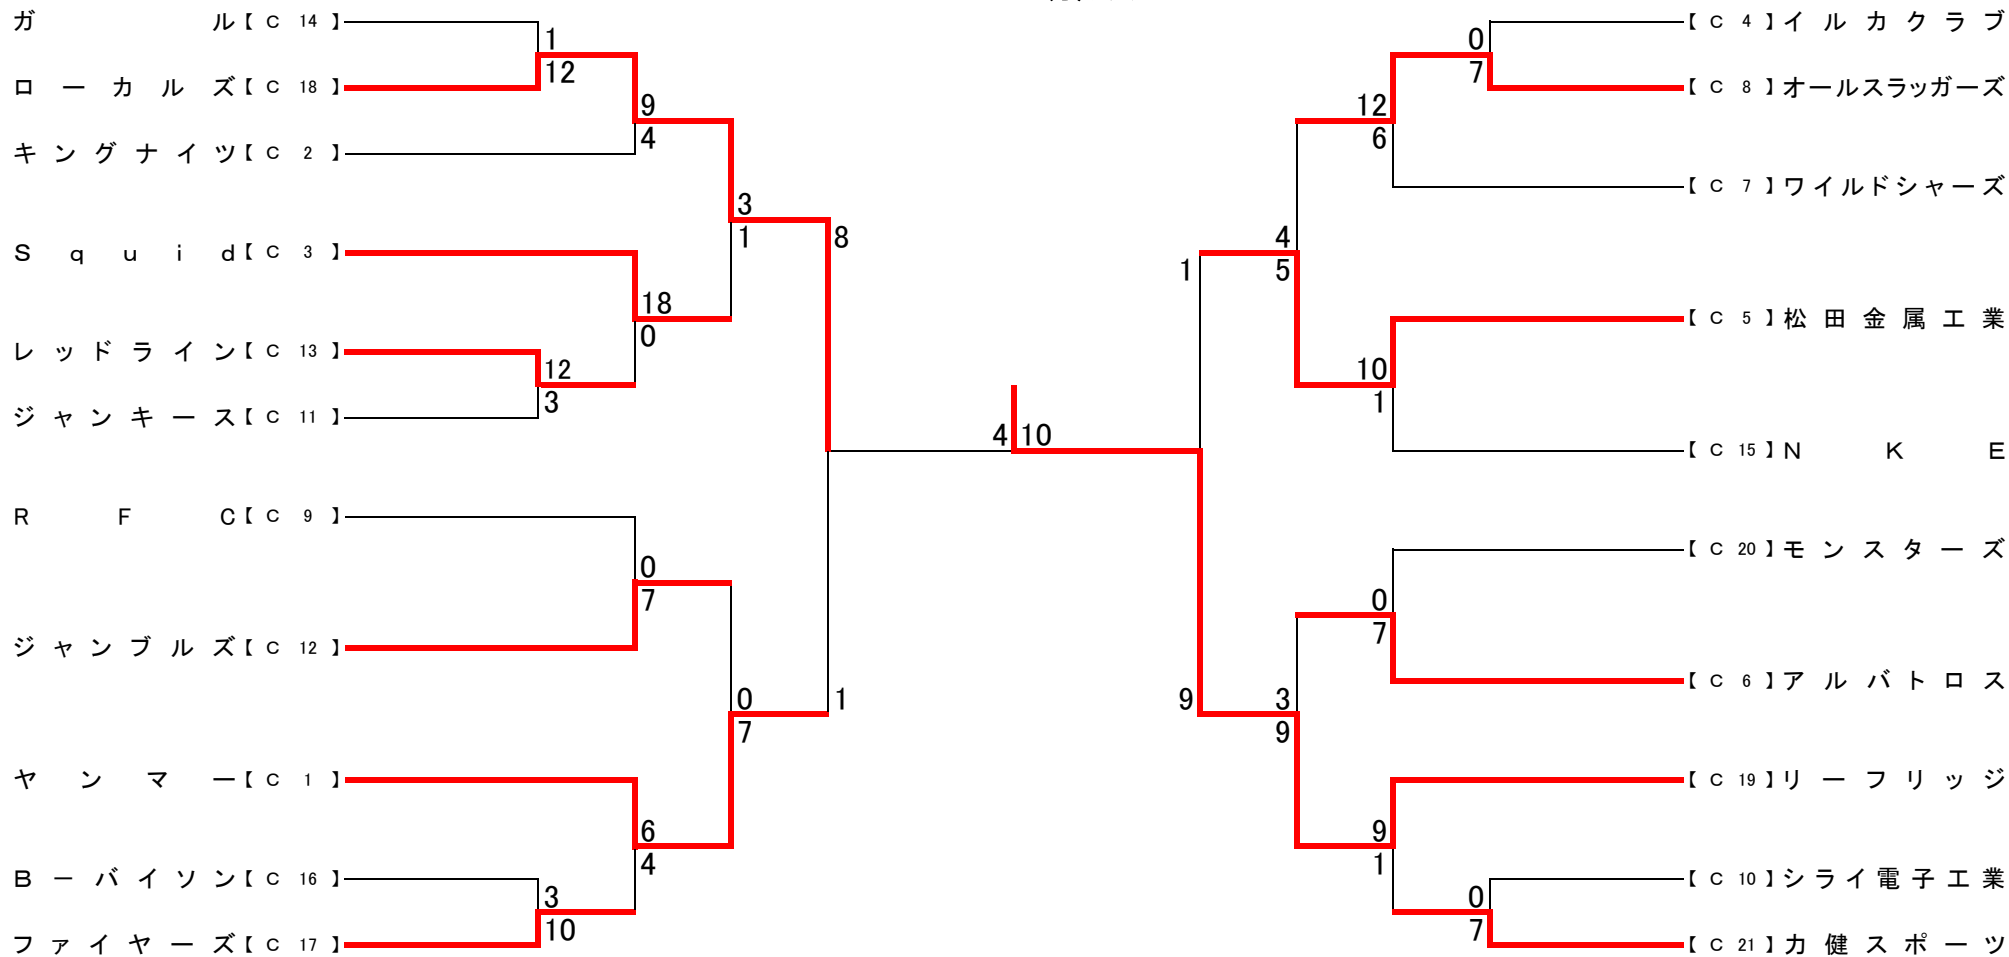 ガル【 C 14 】
ローカルズ【 C 18 】
キングナイツ【 C 2 】
Squid【 C 3 】
レッドライン【 C 13 】
ジャンキース【 C 11 】
RFC【 C 9 】
ジャンブルズ【 C 12 】
ヤンマー【 C 1 】
B－バイソン【 C 16 】
ファイヤーズ【 C 17 】
1
12
9
4
3
1
8
18
0
12
3
0
7
0
7
1
6
4
3
10
4
10
1
9
4
5
3
9
12
6
10
1
0
7
9
1
0
7
0
7
【 C 4 】イルカクラブ
【 C 8 】オールスラッガーズ
【 C 7 】ワイルドシャーズ
【 C 5 】松田金属工業
【 C 15 】NKE
【 C 20 】モンスターズ
【 C 6 】アルバトロス
【 C 19 】リーフリッジ
【 C 10 】シライ電子工業
【 C 21 】力健スポーツ